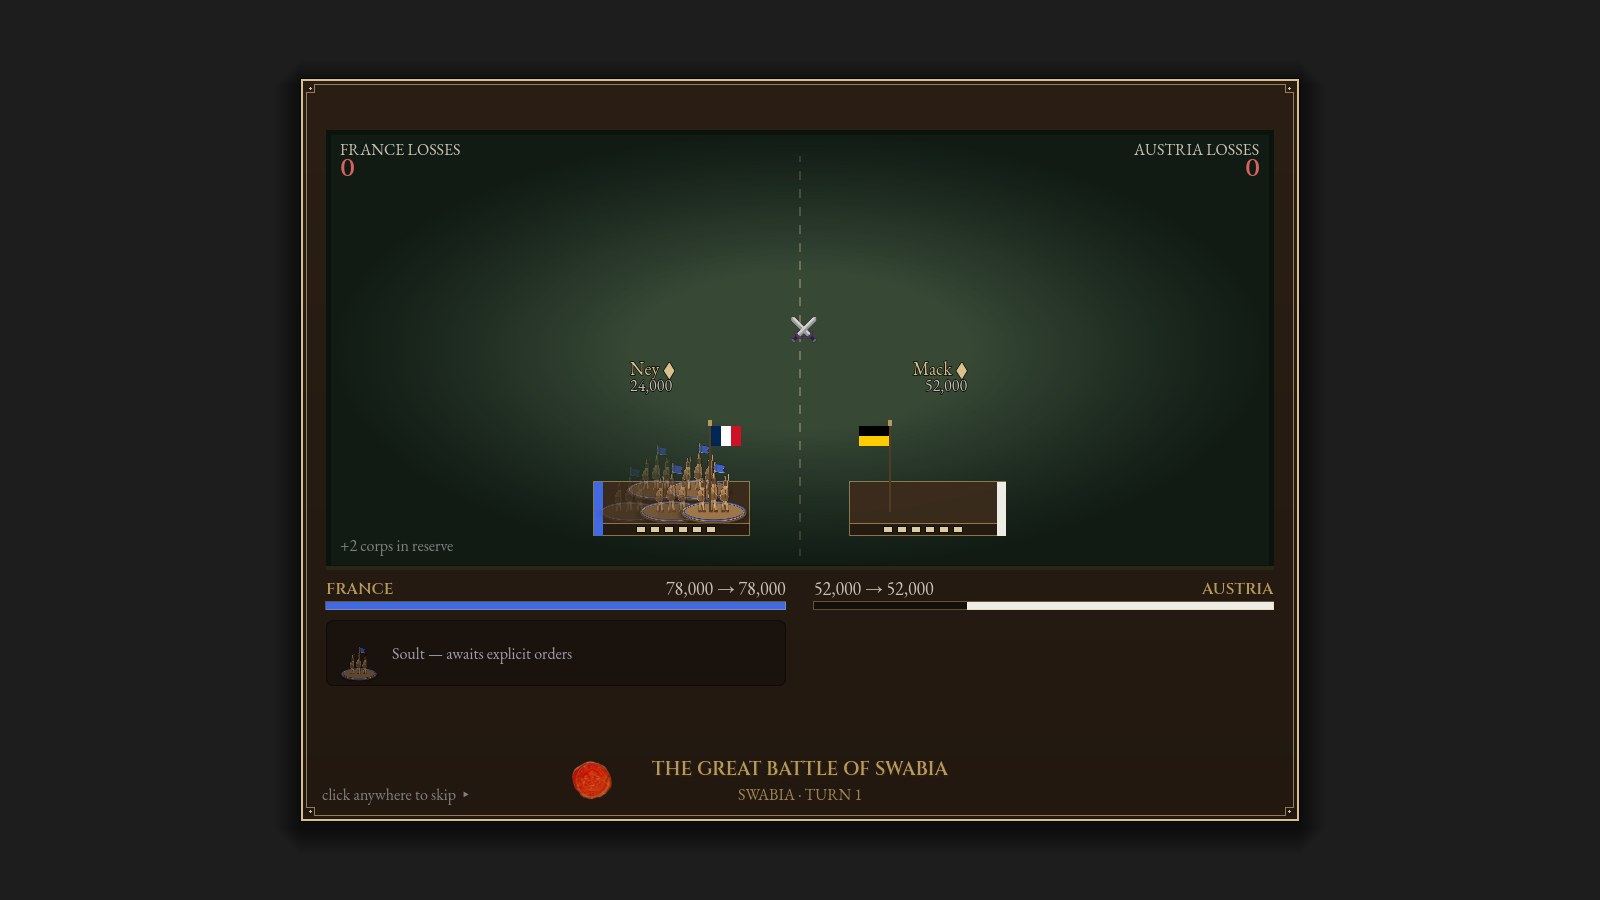 FRANCE LOSSES
0
AUSTRIA LOSSES
0
Ney
24,000
Mack
52,000
+2 corps in reserve
FRANCE
78,000 → 78,000
52,000 → 52,000
AUSTRIA
Soult — awaits explicit orders
THE GREAT BATTLE OF SWABIA
SWABIA · TURN 1
click anywhere to skip ▸